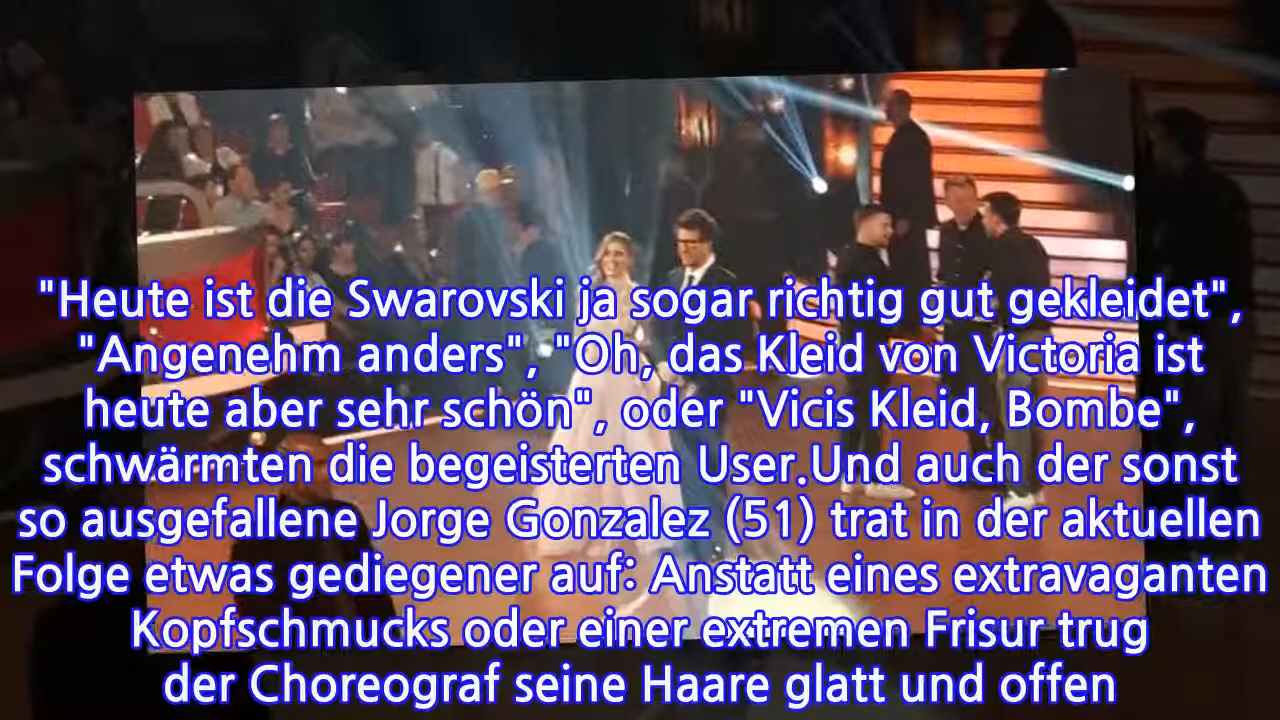 "Heute ist die Swarovski ja sogar richtig gut gekleidet",
"Angenehm anders", "Oh, das Kleid von Victoria ist
heute aber sehr schön", oder "Vicis Kleid, Bombe",
schwärmten die begeisterten User.Und auch der sonst
so ausgefallene Jorge Gonzalez (51) trat in der aktuellen
Folge etwas gediegener auf: Anstatt eines extravaganten
Kopfschmucks oder einer extremen Frisur trug
der Choreograf seine Haare glatt und offen